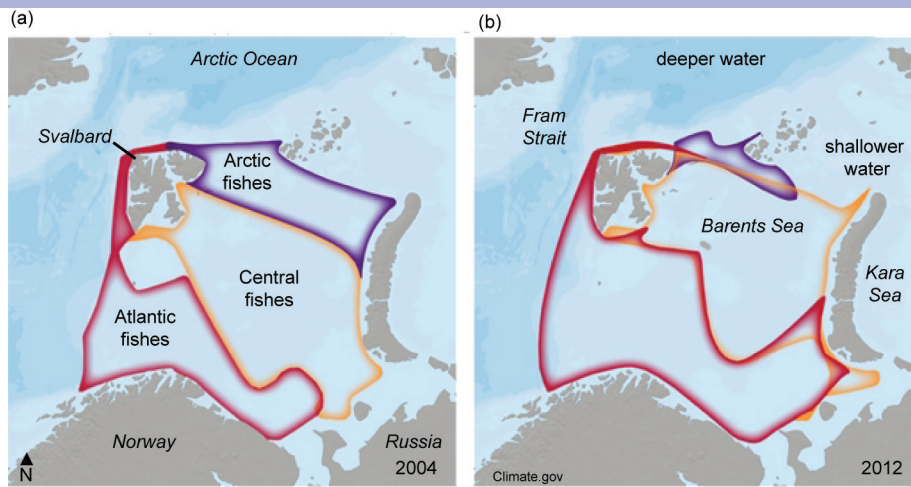 (a)
Arctic Ocean
Svalbard
Arctic
fishes
Central
fishes
Atlantic
fishes
Norway
Russia
N
2004
(b)
deeper water
Fram
Strait
shallower
water
Barents Sea
Kara
Sea
Climate.gov
2012